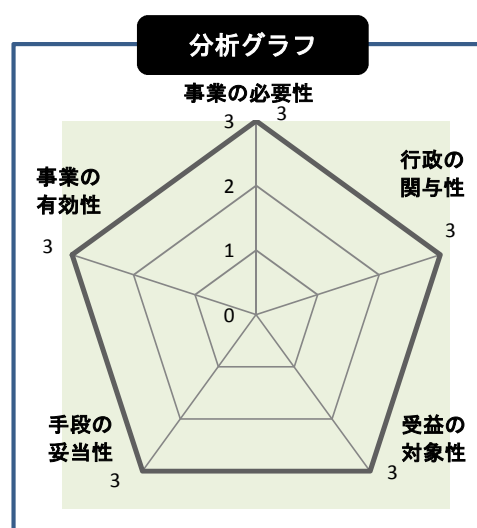 分析グラフ
事業の必要性
3
3
行政の
関与性
3
事業の
有効性
3
2
1
0
手段の
妥当性
3
受益の
対象性
3